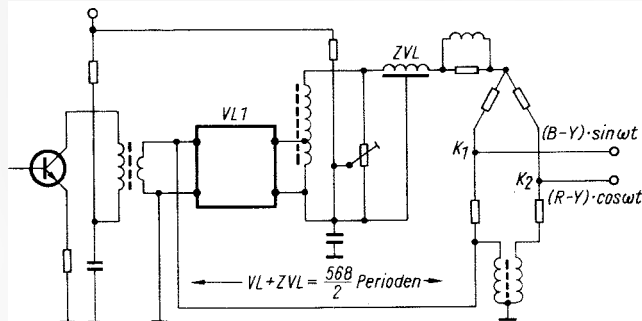 ZVL
VL1
(B-Y)·sinωt
K₁
K₂
(R-Y)·cosωt
VL+ZVL = 568/2 Perioden